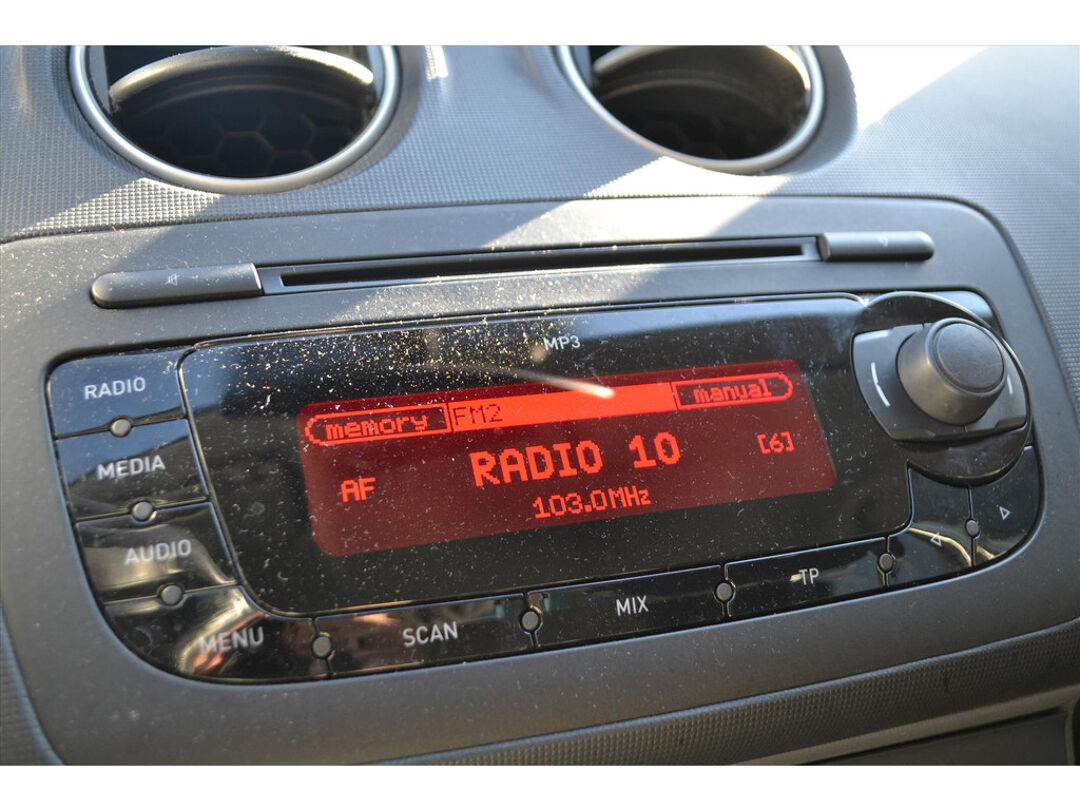 MP3
RADIO
memory FM2 manual
MEDIA
RADIO 10 [6]
AF
103.0MHz
AUDIO
MENU SCAN MIX TP